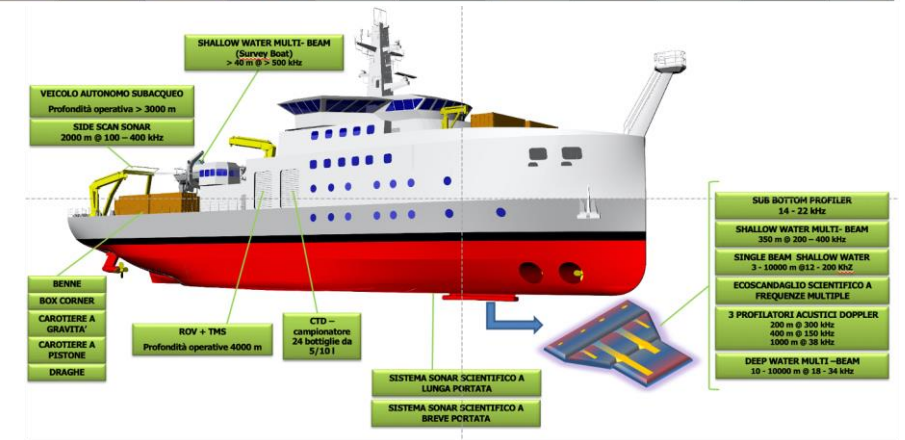 SHALLOW WATER MULTI- BEAM
(Survey Boat)
> 40 m @ > 500 kHz
VEICOLO AUTONOMO SUBACQUEO
Profondità operativa > 3000 m
SIDE SCAN SONAR
2000 m @ 100 – 400 kHz
BENNE
BOX CORNER
CAROTIERE A
GRAVITA'
CAROTIERE A
PISTONE
DRAGHE
ROV + TMS
Profondità operative 4000 m
CTD –
campionatore
24 bottiglie da
5/10 l
SISTEMA SONAR SCIENTIFICO A
LUNGA PORTATA
SISTEMA SONAR SCIENTIFICO A
BREVE PORTATA
SUB BOTTOM PROFILER
14 - 22 kHz
SHALLOW WATER MULTI- BEAM
350 m @ 200 – 400 kHz
SINGLE BEAM SHALLOW WATER
3 - 10000 m @12 - 200 KhZ
ECOSCANDAGLIO SCIENTIFICO A
FREQUENZE MULTIPLE
3 PROFILATORI ACUSTICI DOPPLER
200 m @ 300 kHz
400 m @ 150 kHz
1000 m @ 38 kHz
DEEP WATER MULTI –BEAM
10 - 10000 m @ 18 - 34 kHz